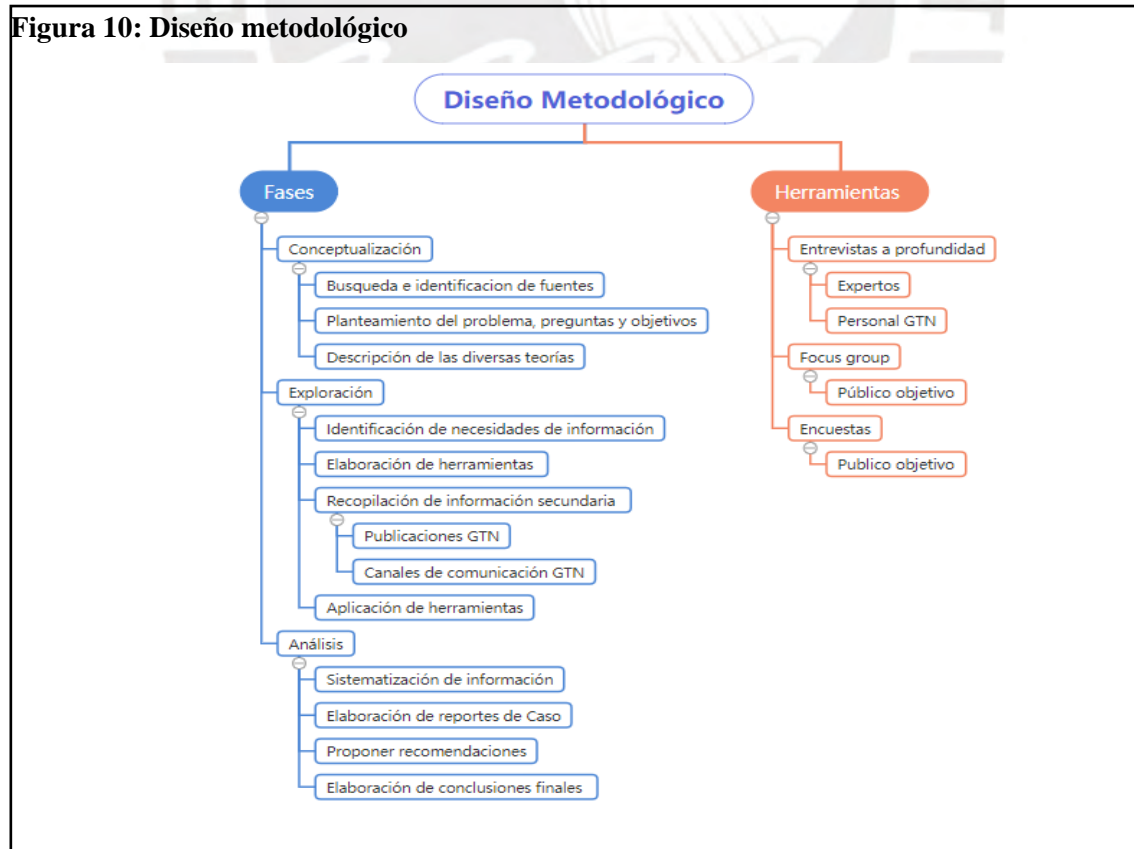 Figura 10: Diseño metodológico
Diseño Metodológico
Fases
Conceptualización
Busqueda e identificacion de fuentes
Planteamiento del problema, preguntas y objetivos
Descripción de las diversas teorías
Exploración
Identificación de necesidades de información
Elaboración de herramientas
Recopilación de información secundaria
Publicaciones GTN
Canales de comunicación GTN
Aplicación de herramientas
Análisis
Sistematización de información
Elaboración de reportes de Caso
Proponer recomendaciones
Elaboración de conclusiones finales
Herramientas
Entrevistas a profundidad
Expertos
Personal GTN
Focus group
Público objetivo
Encuestas
Publico objetivo